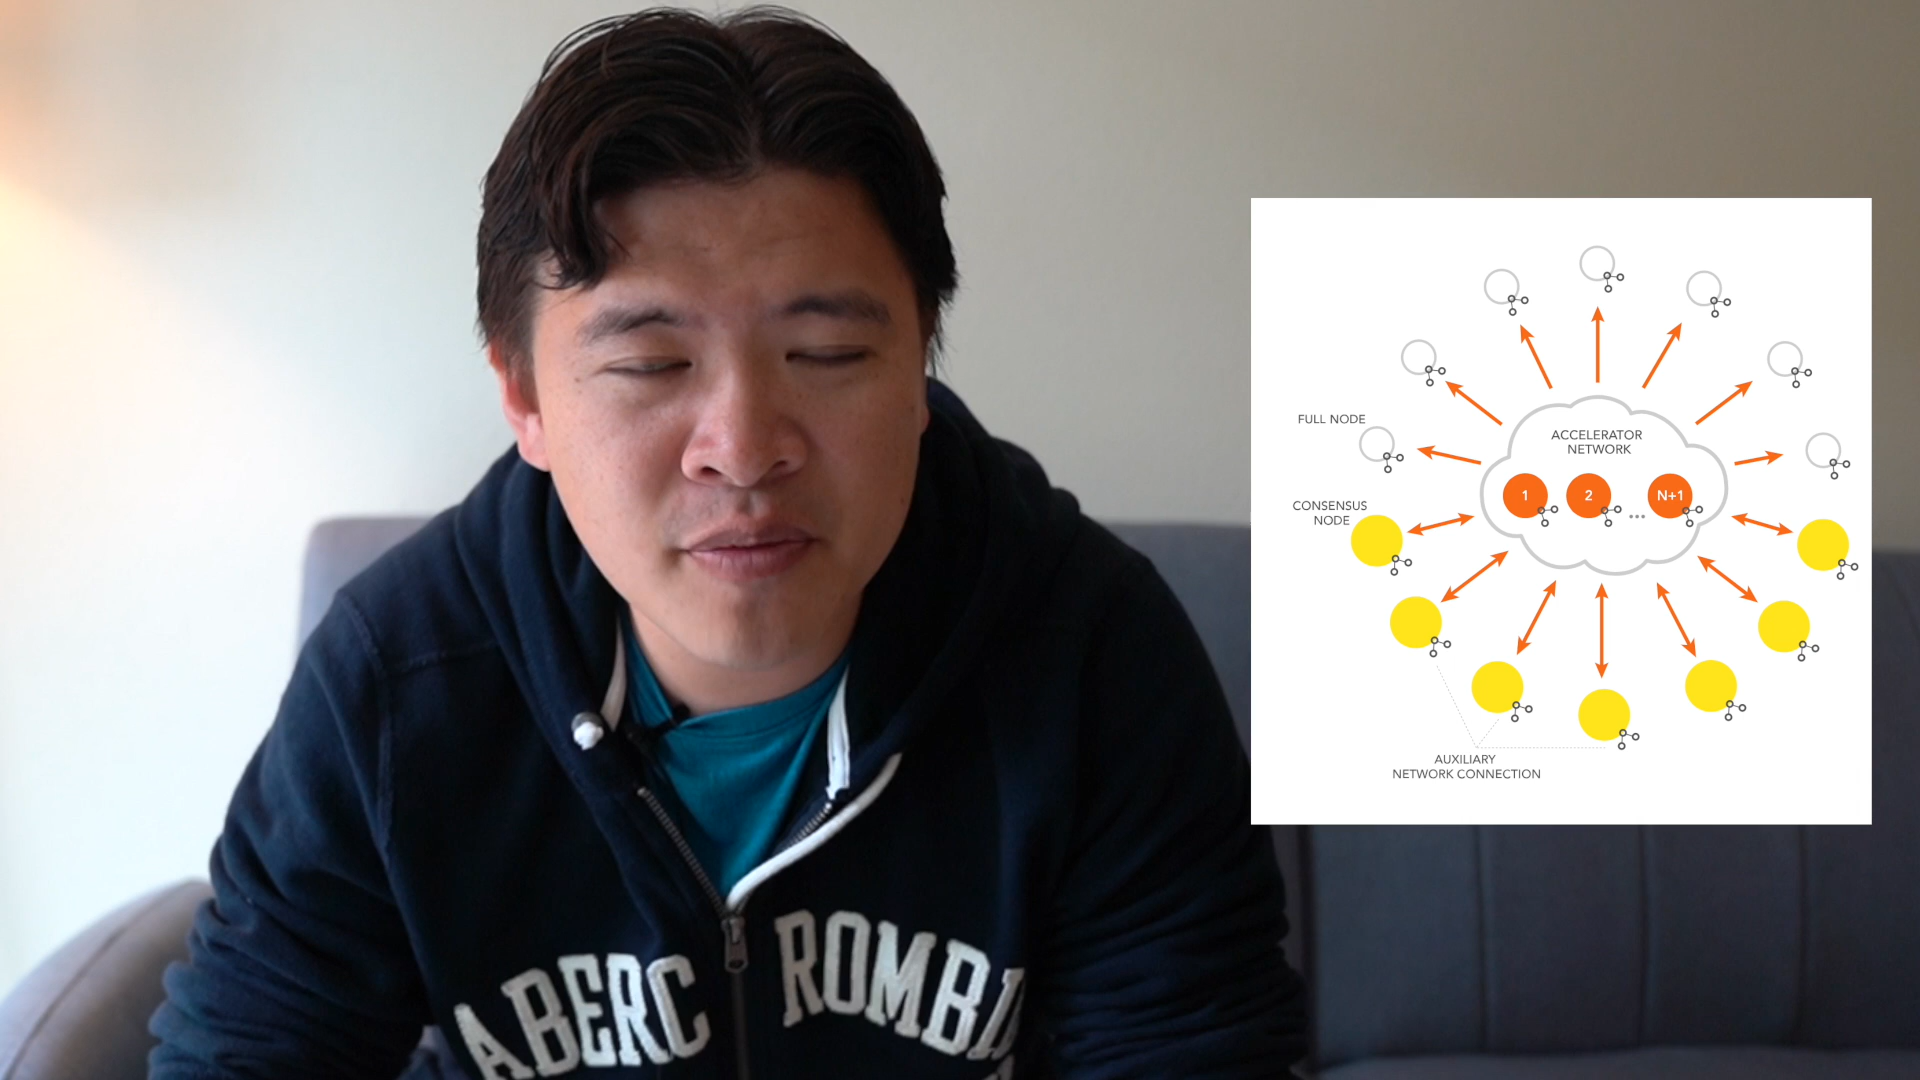 ACCELERATOR
NETWORK
1
2
...
N+1
FULL NODE
CONSENSUS
NODE
AUXILIARY
NETWORK CONNECTION
ABERC ROMBI